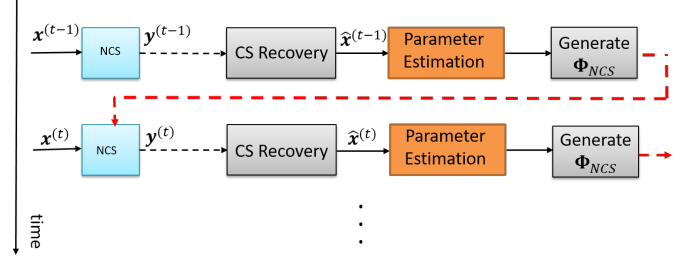 x^(t−1) NCS y^(t−1) CS Recovery x̂^(t−1) Parameter Estimation Generate Φ_NCS
x^(t) NCS y^(t) CS Recovery x̂^(t) Parameter Estimation Generate Φ_NCS
time